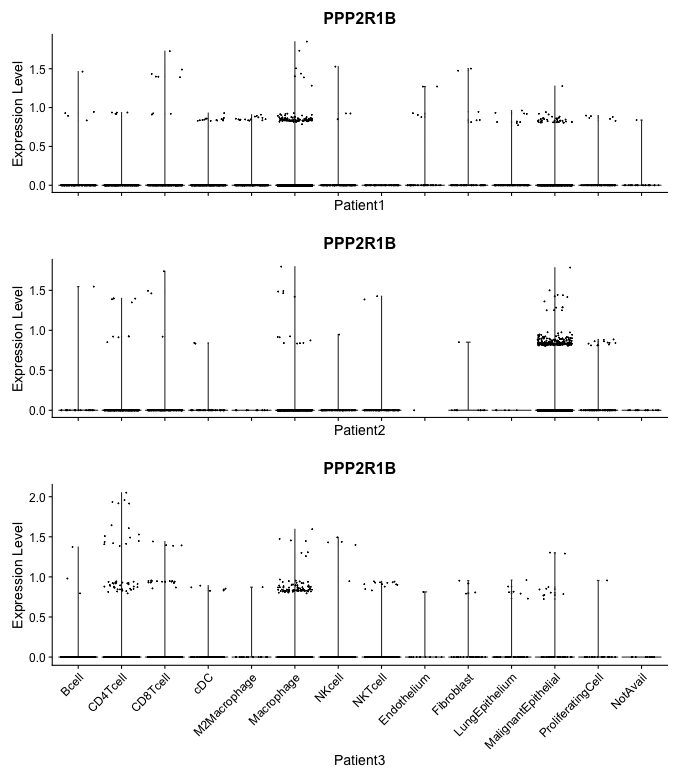 PPP2R1B
Expression Level
1.5
1.0
0.5
0.0
Patient1
PPP2R1B
Expression Level
1.5
1.0
0.5
0.0
Patient2
PPP2R1B
Expression Level
2.0
1.5
1.0
0.5
0.0
Bcell
CD4Tcell
CD8Tcell
cDC
M2Macrophage
Macrophage
NKcell
NKTcell
Endothelium
Fibroblast
LungEpithelium
MalignantEpithelial
ProliferatingCell
NotAvail
Patient3